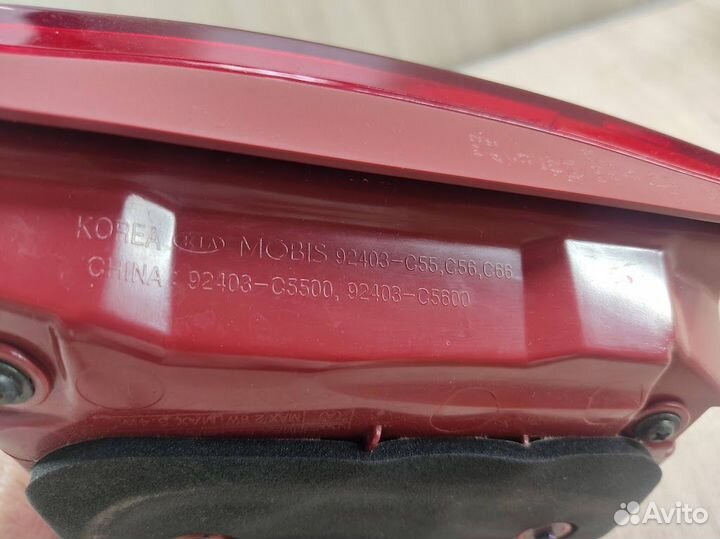 KOREA KIA MOBIS 92403-C55,C56,C66
CHINA : 92403-C5500, 92403-C5600
Avito